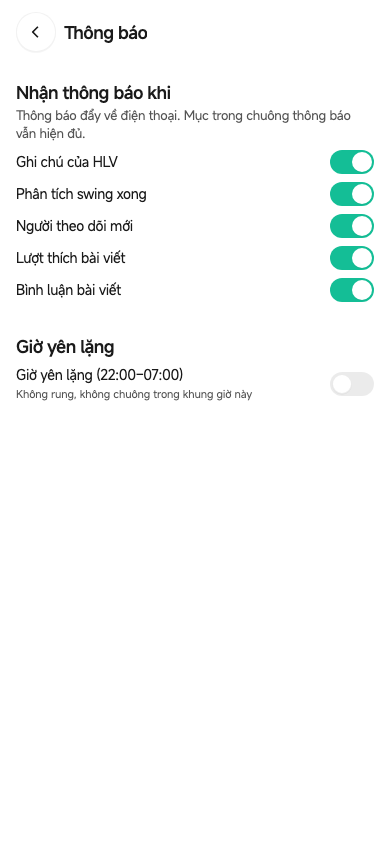 Thông báo
Nhận thông báo khi
Thông báo đẩy về điện thoại. Mục trong chuông thông báo
vẫn hiện đủ.
Ghi chú của HLV
Phân tích swing xong
Người theo dõi mới
Lượt thích bài viết
Bình luận bài viết
Giờ yên lặng
Giờ yên lặng (22:00–07:00)
Không rung, không chuông trong khung giờ này